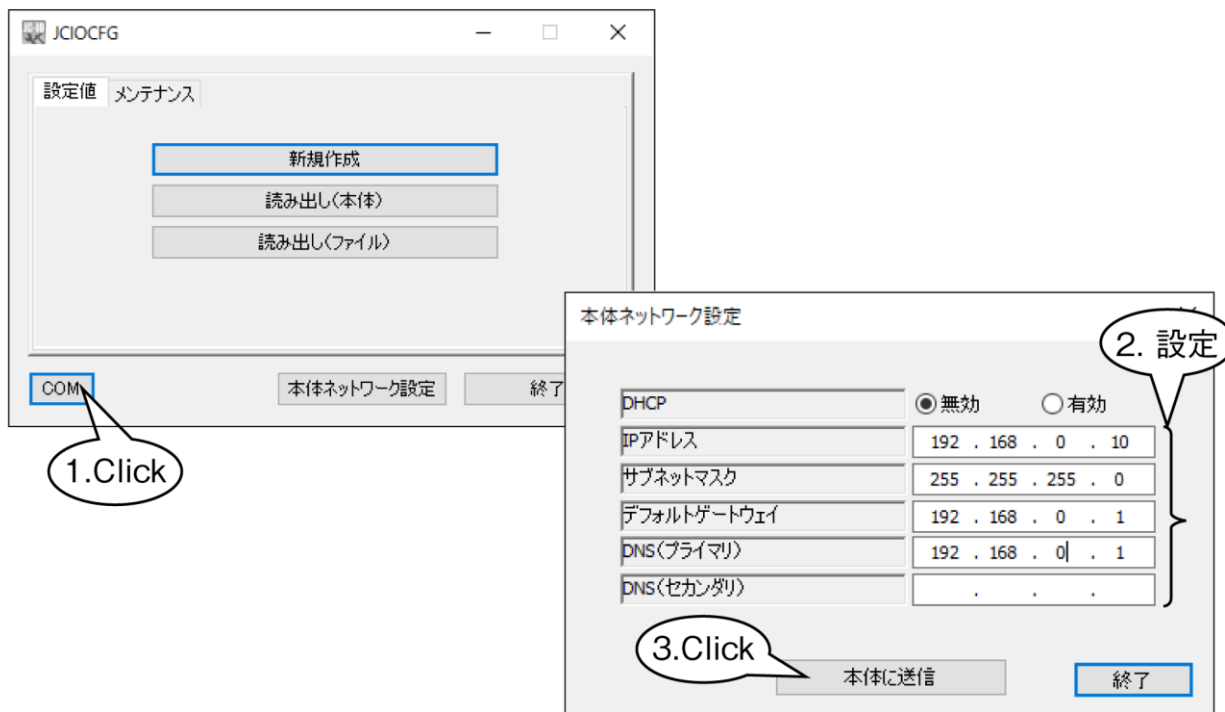 JCIOCFG
設定値 メンテナンス
新規作成
読み出し(本体)
読み出し(ファイル)
COM 本体ネットワーク設定 終了
1.Click
本体ネットワーク設定
2. 設定
DHCP 無効 有効
IPアドレス 192 . 168 . 0 . 10
サブネットマスク 255 . 255 . 255 . 0
デフォルトゲートウェイ 192 . 168 . 0 . 1
DNS(プライマリ) 192 . 168 . 0 . 1
DNS(セカンダリ) . . .
3.Click
本体に送信 終了